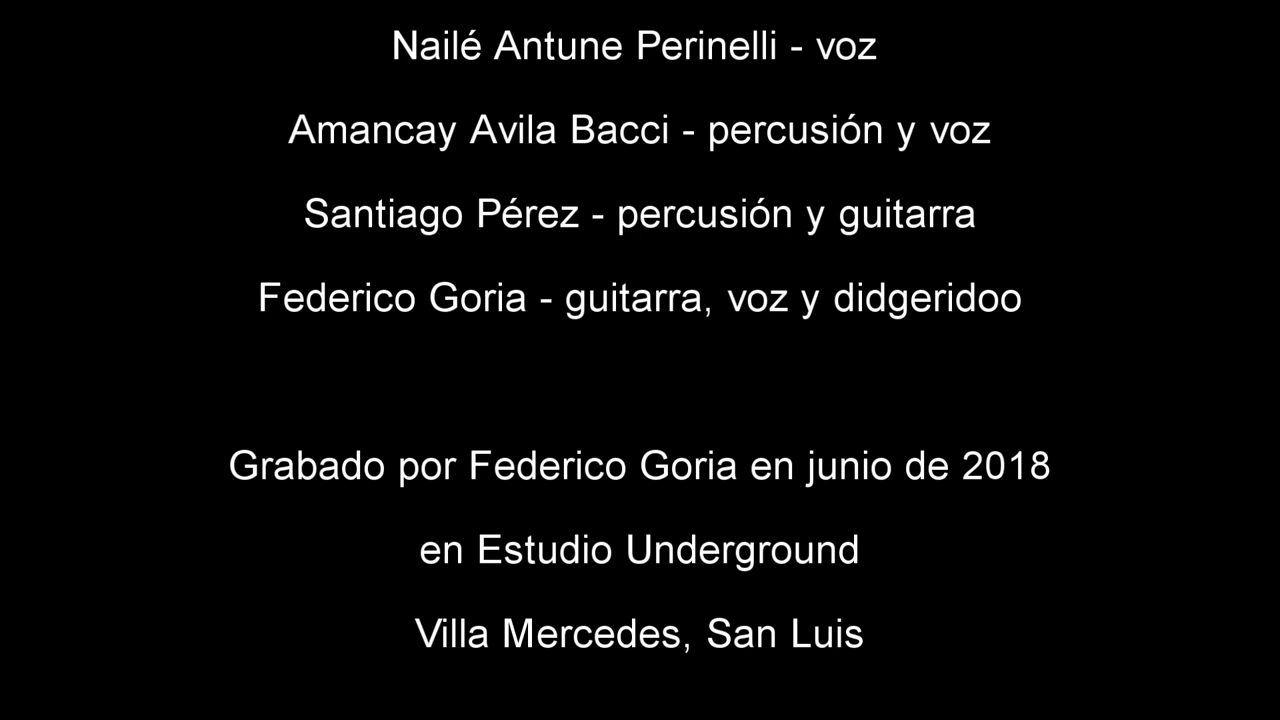 Nailé Antune Perinelli - voz
Amancay Avila Bacci - percusión y voz
Santiago Pérez - percusión y guitarra
Federico Goria - guitarra, voz y didgeridoo
Grabado por Federico Goria en junio de 2018
en Estudio Underground
Villa Mercedes, San Luis